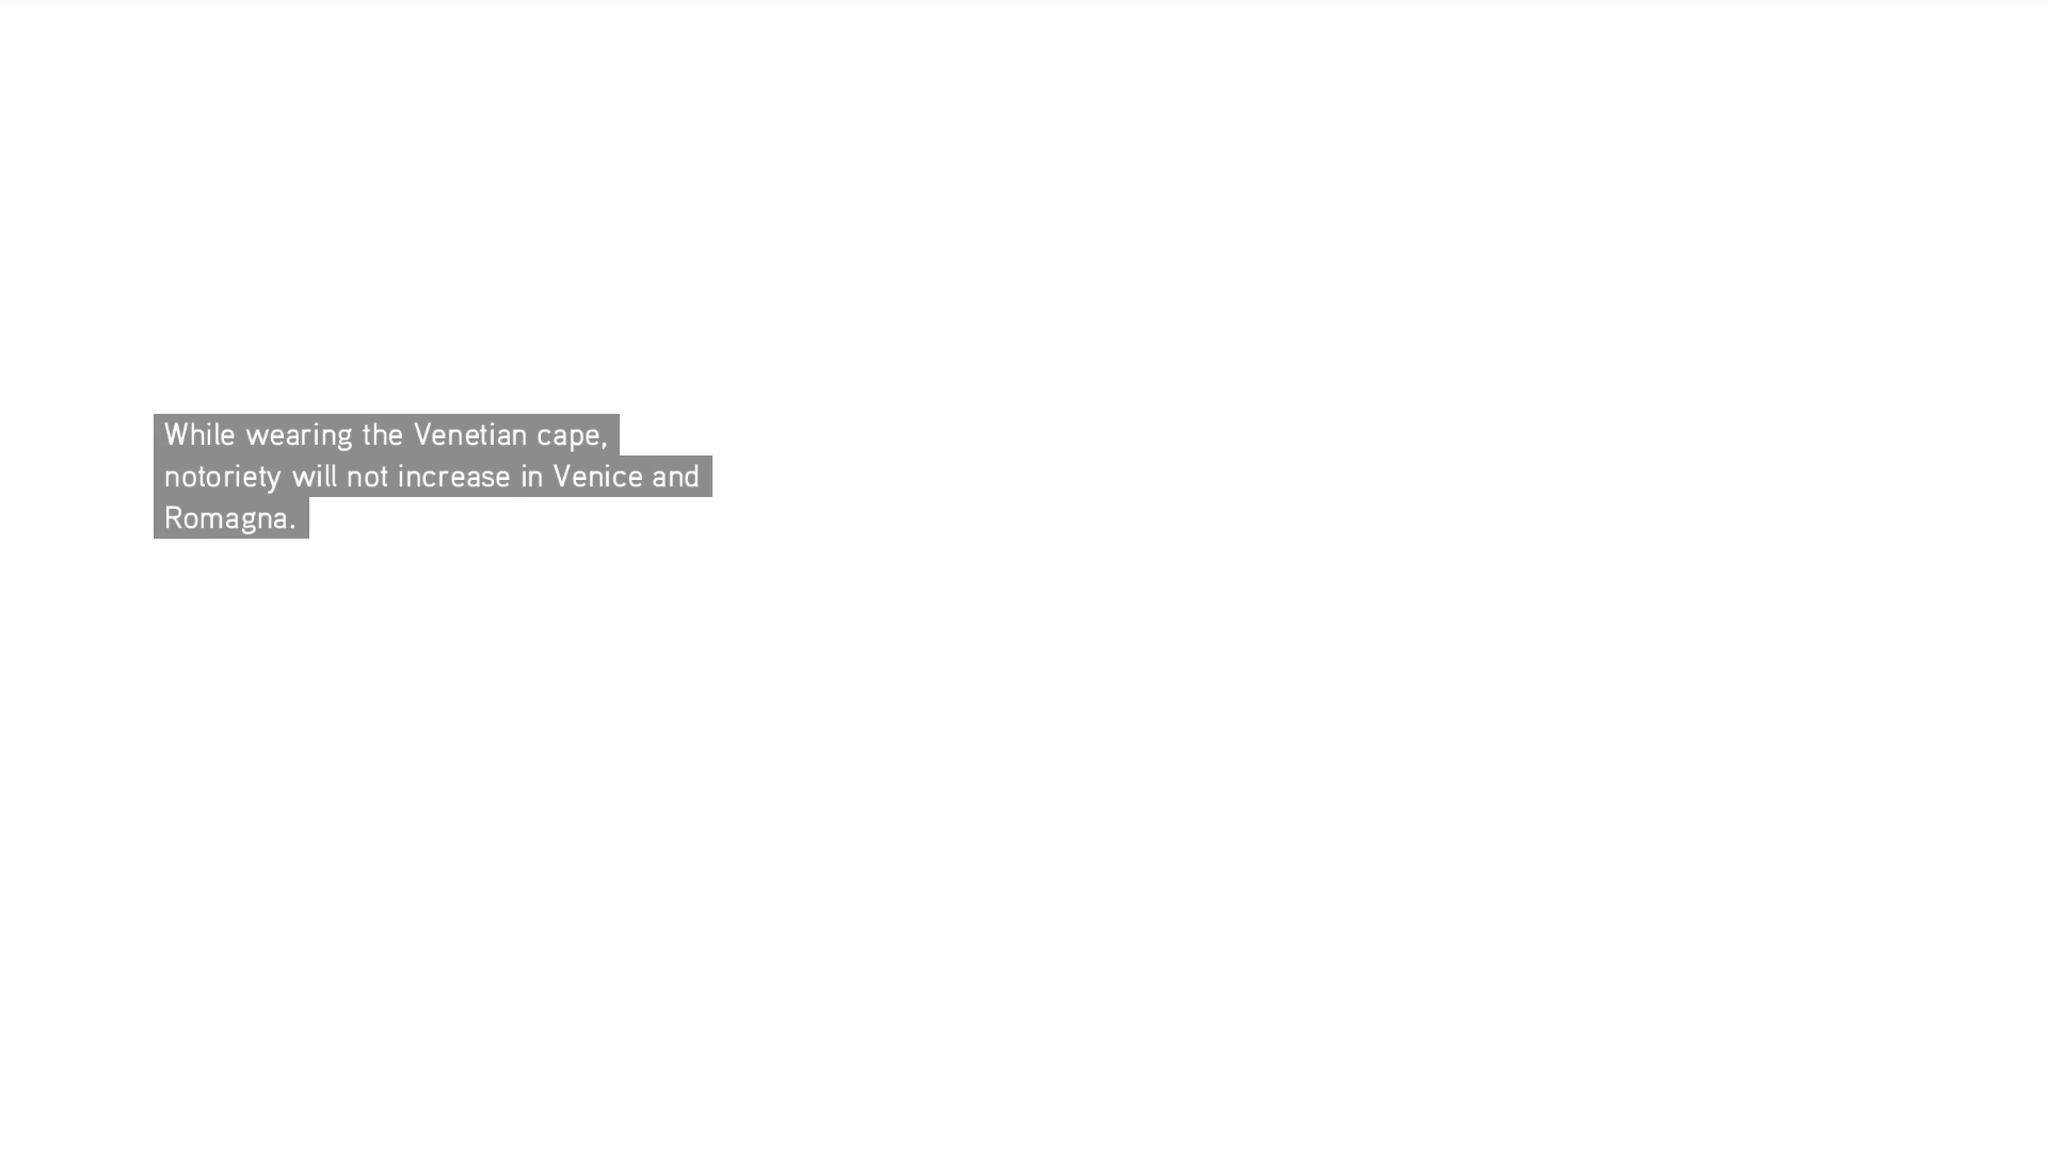 While wearing the Venetian cape,
notoriety will not increase in Venice and
Romagna.